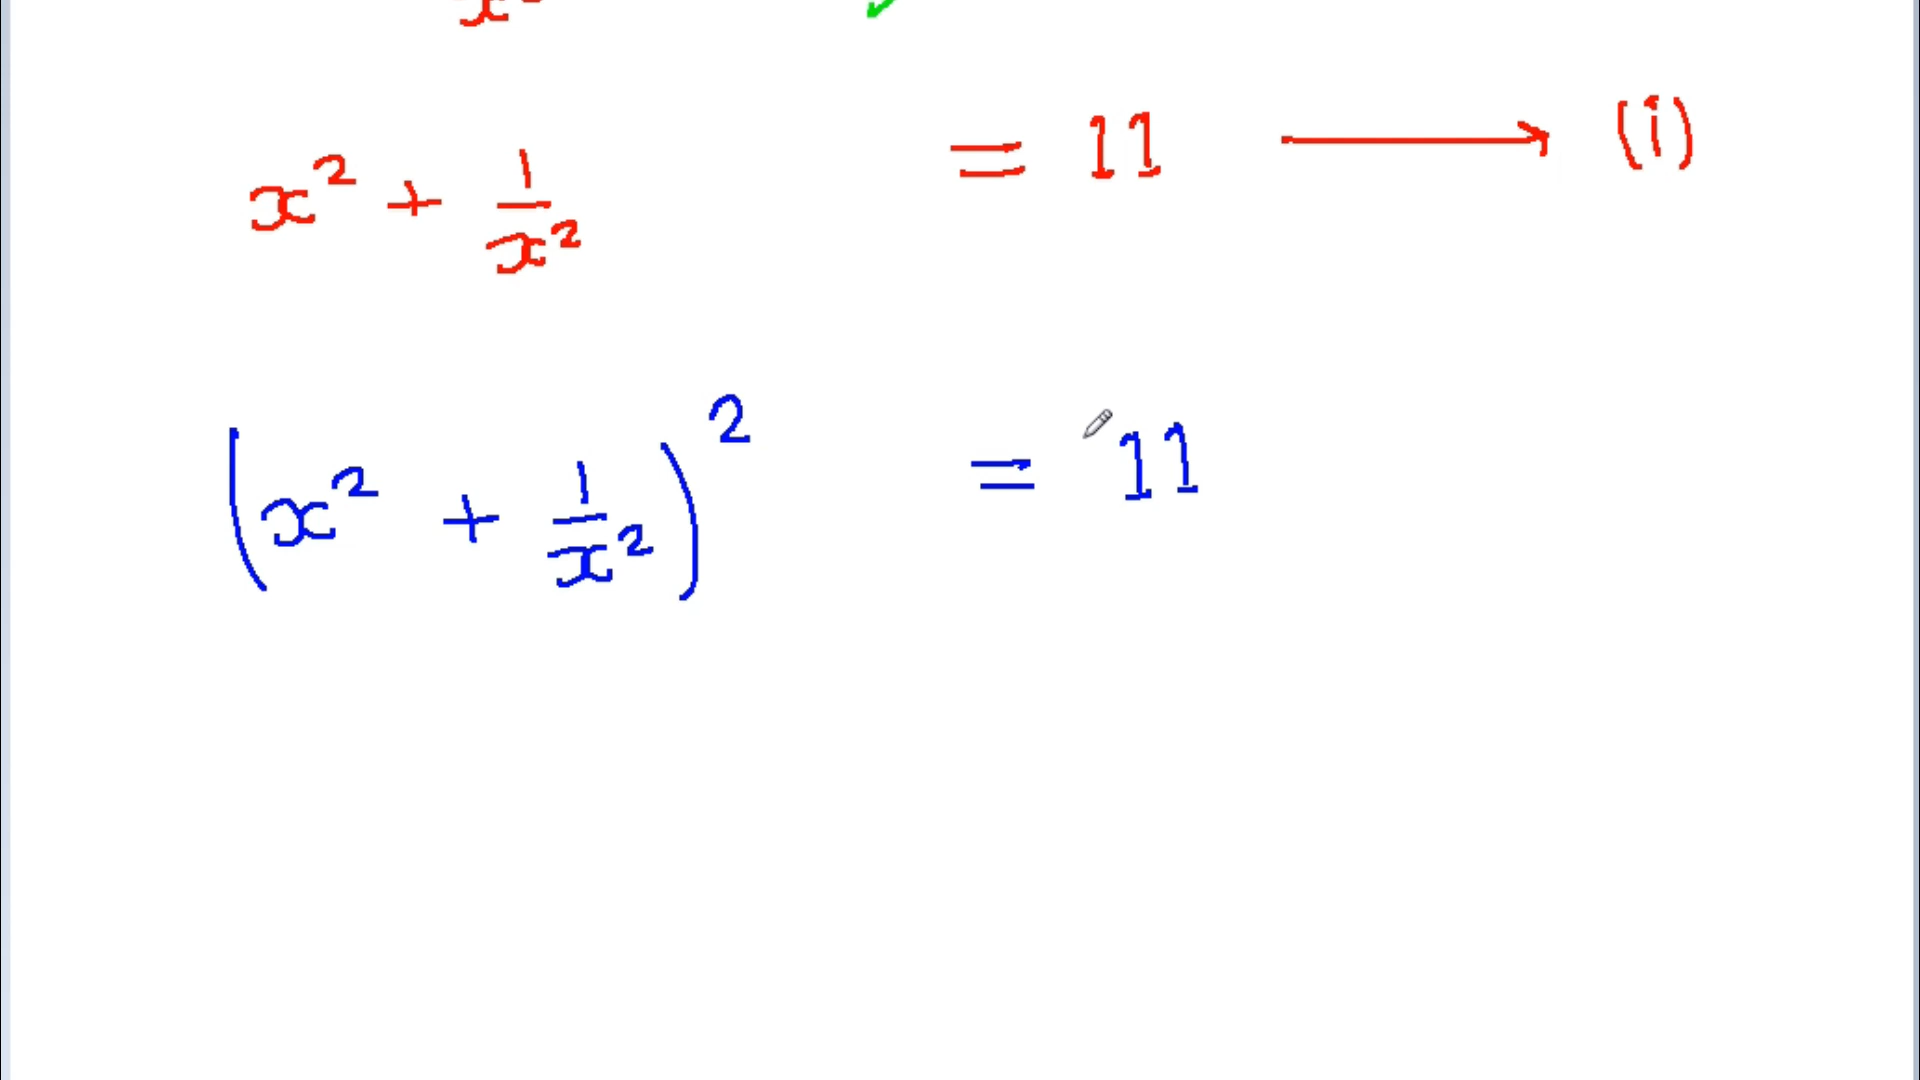 x² + 1/x² = 11 → (i)
(x² + 1/x²)² = 11